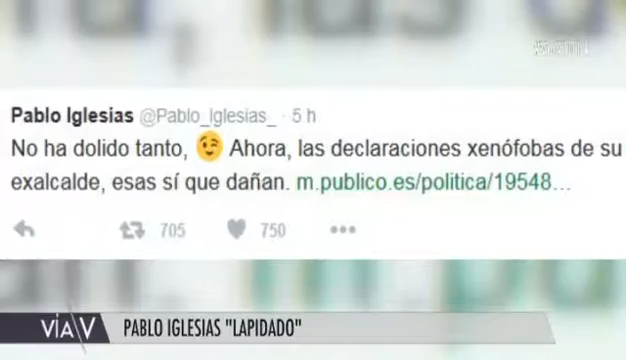 Pablo Iglesias @Pablo_Iglesias_ · 5 h
No ha dolido tanto, 😉 Ahora, las declaraciones xenófobas de su
exalcalde, esas sí que dañan. m.publico.es/politica/19548...
705 750
VÍA V PABLO IGLESIAS "LAPIDADO"